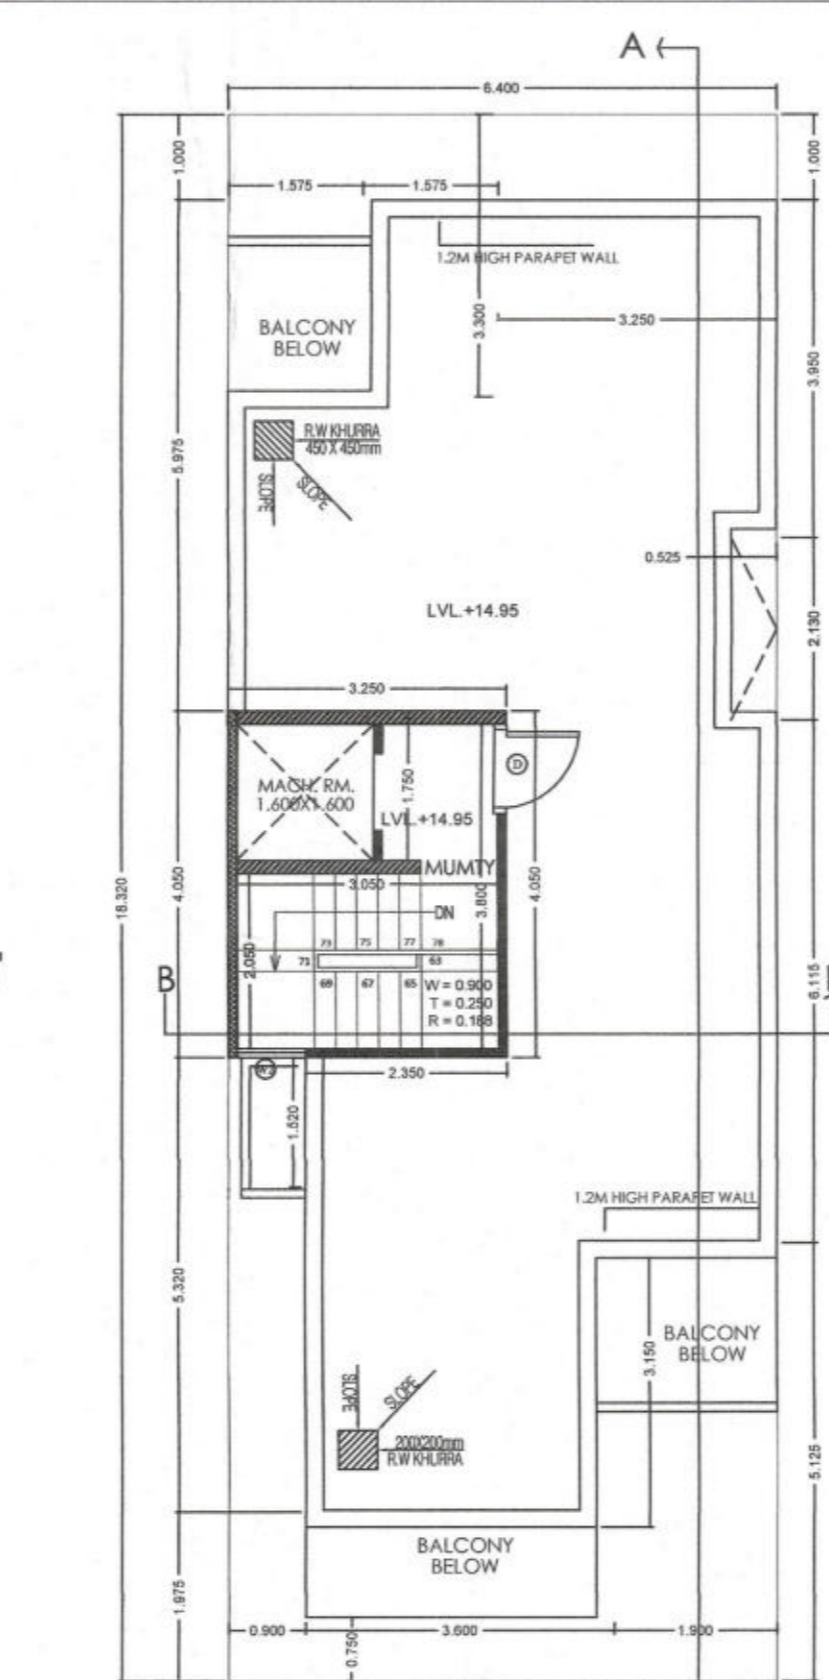 A
6.400
1.000
1.000
1.575
1.575
1.2M HIGH PARAPET WALL
3.300
3.250
BALCONY
BELOW
3.950
R.W KHURRA
450 X 450mm
5.975
SLOPE
SLOPE
0.525
LVL.+14.95
2.130
3.250
D
MACH. RM.
1.600X1.600
1.750
LVL.+14.95
MUMTY
3.050
18.320
4.050
3.800
4.050
DN
73
75
77
78
2.050
71
63
B
69
67
65
W = 0.900
T = 0.250
R = 0.188
6.115
2.350
1.520
1.2M HIGH PARAPET WALL
5.320
3.150
BALCONY
BELOW
SLOPE
SLOPE
200X200mm
R.W KHURRA
5.125
BALCONY
BELOW
1.975
0.900
3.600
1.900
0.750